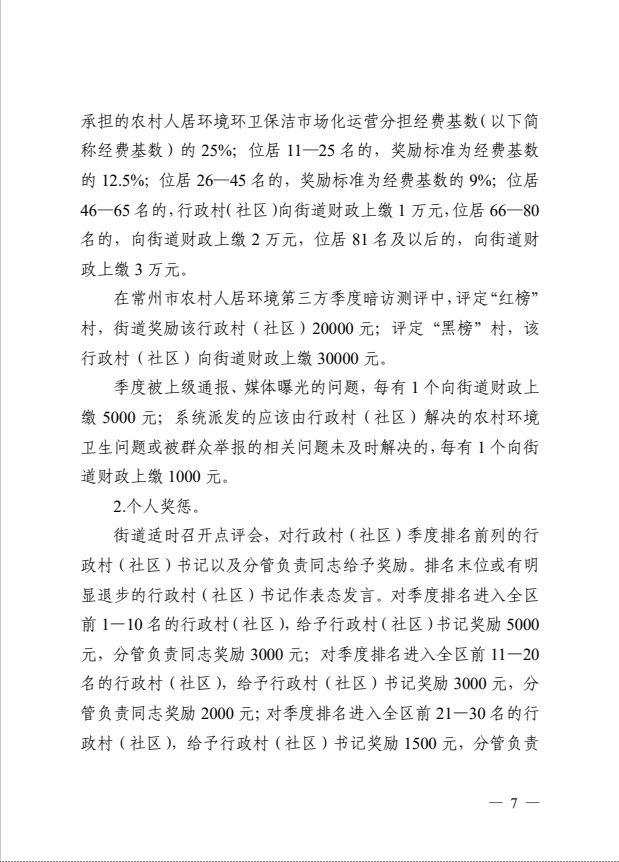 承担的农村人居环境环卫保洁市场化运营分担经费基数（以下简
称经费基数）的 25%；位居 11—25 名的，奖励标准为经费基数
的 12.5%；位居 26—45 名的，奖励标准为经费基数的 9%；位居
46—65 名的，行政村（社区）向街道财政上缴 1 万元，位居 66—80
名的，向街道财政上缴 2 万元，位居 81 名及以后的，向街道财
政上缴 3 万元。
在常州市农村人居环境第三方季度暗访测评中，评定“红榜”
村，街道奖励该行政村（社区）20000 元；评定“黑榜”村，该
行政村（社区）向街道财政上缴 30000 元。
季度被上级通报、媒体曝光的问题，每有 1 个向街道财政上
缴 5000 元；系统派发的应该由行政村（社区）解决的农村环境
卫生问题或被群众举报的相关问题未及时解决的，每有 1 个向街
道财政上缴 1000 元。
2.个人奖惩。
街道适时召开点评会，对行政村（社区）季度排名前列的行
政村（社区）书记以及分管负责同志给予奖励。排名末位或有明
显退步的行政村（社区）书记作表态发言。对季度排名进入全区
前 1—10 名的行政村（社区），给予行政村（社区）书记奖励 5000
元，分管负责同志奖励 3000 元；对季度排名进入全区前 11—20
名的行政村（社区），给予行政村（社区）书记奖励 3000 元，分
管负责同志奖励 2000 元；对季度排名进入全区前 21—30 名的行
政村（社区），给予行政村（社区）书记奖励 1500 元，分管负责
— 7 —